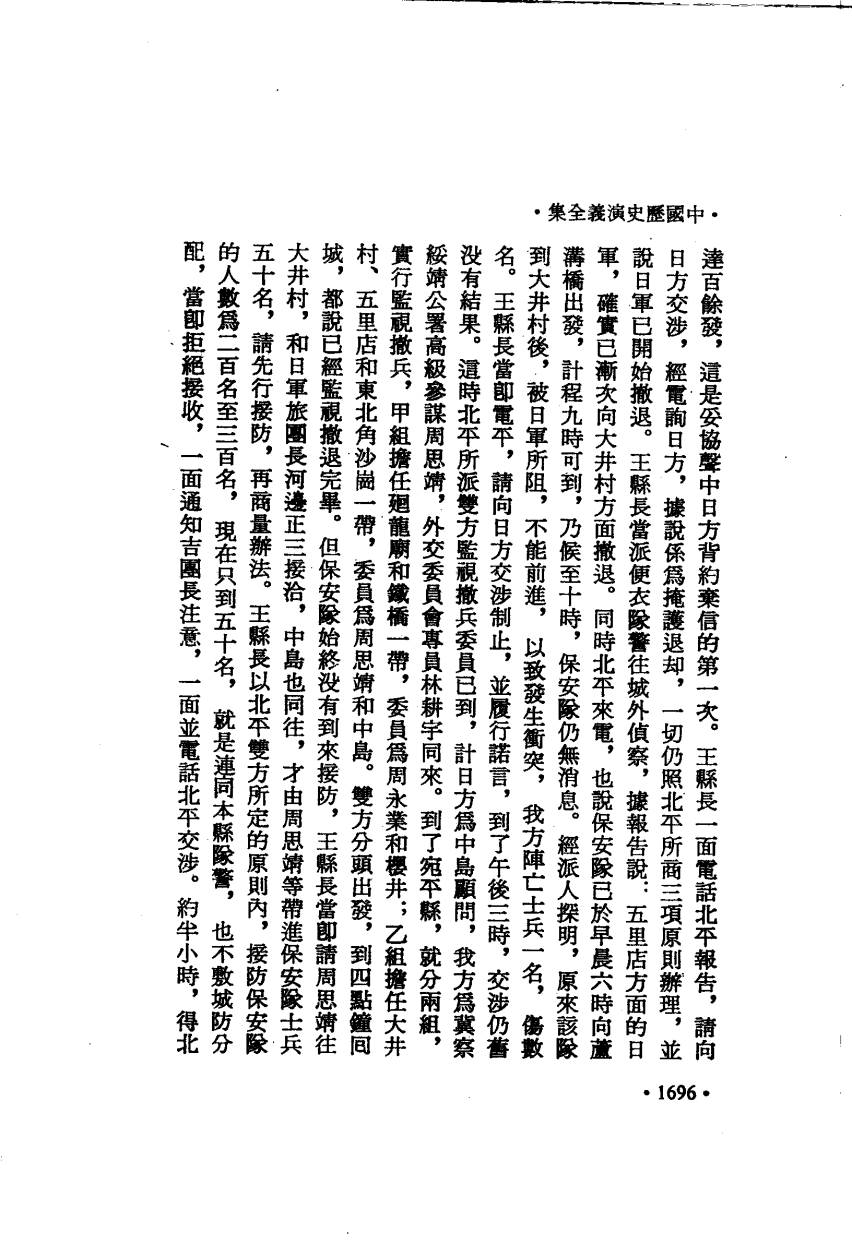 •中國歷史演義全集•
達百餘發，這是妥協聲中日方背約棄信的第一次。王縣長一面電話北平報告，請向
日方交涉，經電詢日方，據說係爲掩護退却，一切仍照北平所商三項原則辦理，並
說日軍已開始撤退。王縣長當派便衣隊警往城外偵察，據報告說：五里店方面的日
軍，確實已漸次向大井村方面撤退。同時北平來電，也說保安隊已於早晨六時向蘆
溝橋出發，計程九時可到，乃候至十時，保安隊仍無消息。經派人探明，原來該隊
到大井村後，被日軍所阻，不能前進，以致發生衝突，我方陣亡士兵一名，傷數
名。王縣長當卽電平，請向日方交涉制止，並履行諾言，到了午後三時，交涉仍舊
没有結果。這時北平所派雙方監視撤兵委員已到，計日方爲中島顧問，我方爲冀察
綏靖公署高級參謀周思靖，外交委員會專員林耕宇同來。到了宛平縣，就分兩組，
實行監視撤兵，甲組擔任廻龍廟和鐵橋一帶，委員爲周永業和櫻井；乙組擔任大井
村、五里店和東北角沙崗一帶，委員爲周思靖和中島。雙方分頭出發，到四點鐘囘
城，都說已經監視撤退完畢。但保安隊始終没有到來接防，王縣長當卽請周思靖往
大井村，和日軍旅團長河邊正三接洽，中島也同往，才由周思靖等帶進保安隊士兵
五十名，請先行接防，再商量辦法。王縣長以北平雙方所定的原則內，接防保安隊
的人數爲二百名至三百名，現在只到五十名，就是連同本縣隊警，也不敷城防分
配，當卽拒絕接收，一面通知吉團長注意，一面並電話北平交涉。約半小時，得北
•1696•